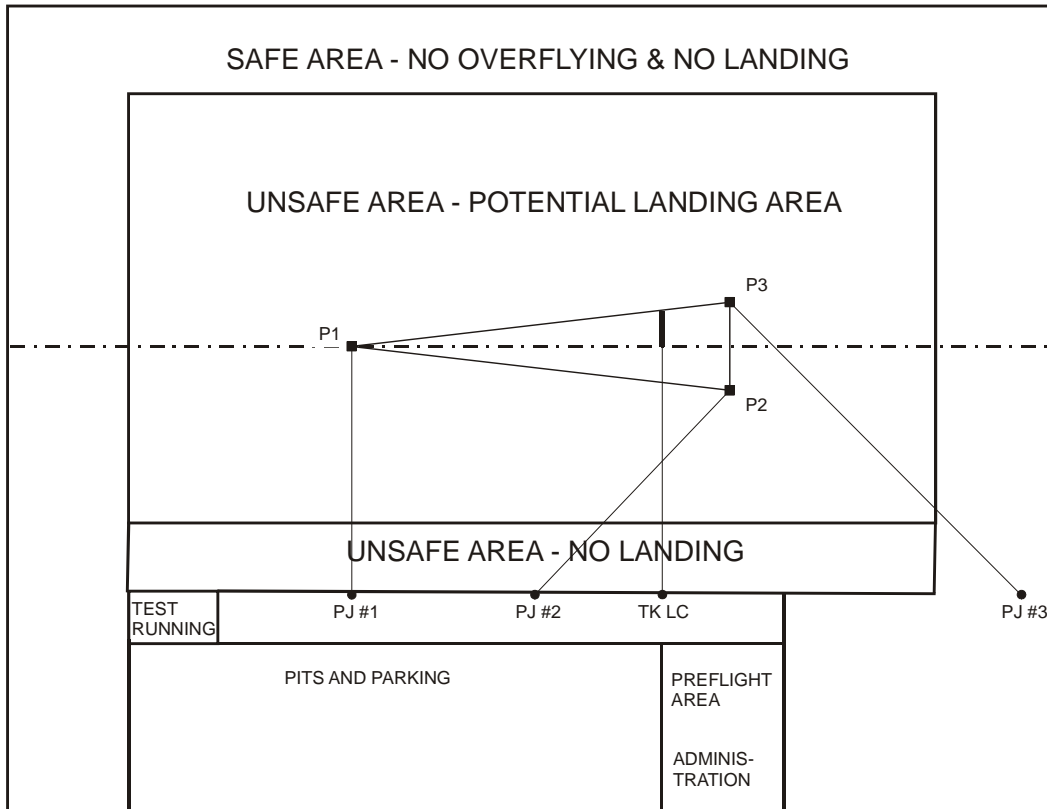 SAFE AREA - NO OVERFLYING & NO LANDING
UNSAFE AREA - POTENTIAL LANDING AREA
P3
P1
P2
UNSAFE AREA - NO LANDING
TEST
RUNNING
PJ #1
PJ #2
TK LC
PJ #3
PITS AND PARKING
PREFLIGHT
AREA
ADMINIS-
TRATION